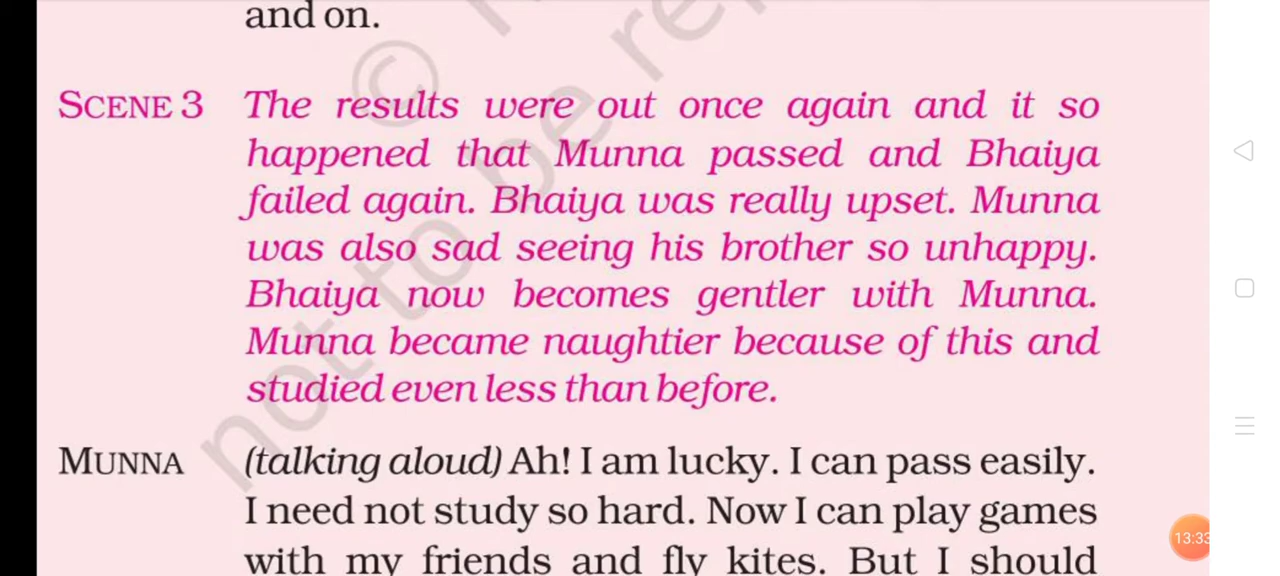 and on.
SCENE 3 The results were out once again and it so
happened that Munna passed and Bhaiya
failed again. Bhaiya was really upset. Munna
was also sad seeing his brother so unhappy.
Bhaiya now becomes gentler with Munna.
Munna became naughtier because of this and
studied even less than before.
MUNNA (talking aloud) Ah! I am lucky. I can pass easily.
I need not study so hard. Now I can play games
with my friends and fly kites. But I should
not to be re
©
13:33